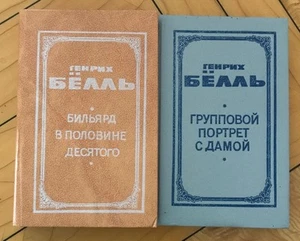 ГЕНРИХ
БЁЛЛЬ
БИЛЬЯРД
В ПОЛОВИНЕ
ДЕСЯТОГО
ГЕНРИХ
БЁЛЛЬ
ГРУППОВОЙ
ПОРТРЕТ
С ДАМОЙ